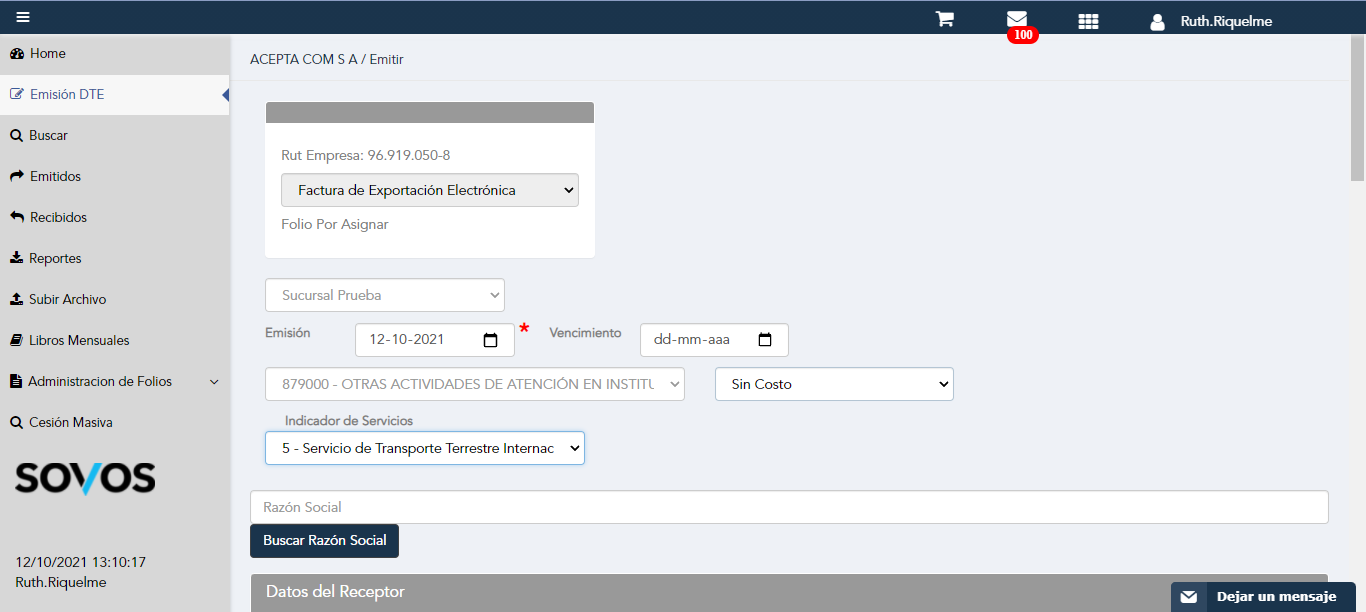 Ruth.Riquelme
100
Home
ACEPTA COM S A / Emitir
Emisión DTE
Buscar
Emitidos
Recibidos
Reportes
Subir Archivo
Libros Mensuales
Administracion de Folios
Cesión Masiva
SOVOS
12/10/2021 13:10:17
Ruth.Riquelme
Rut Empresa: 96.919.050-8
Factura de Exportación Electrónica
Folio Por Asignar
Sucursal Prueba
Emisión 12-10-2021 * Vencimiento dd-mm-aaa
879000 - OTRAS ACTIVIDADES DE ATENCIÓN EN INSTITU Sin Costo
Indicador de Servicios
5 - Servicio de Transporte Terrestre Internac
Razón Social
Buscar Razón Social
Datos del Receptor
Dejar un mensaje